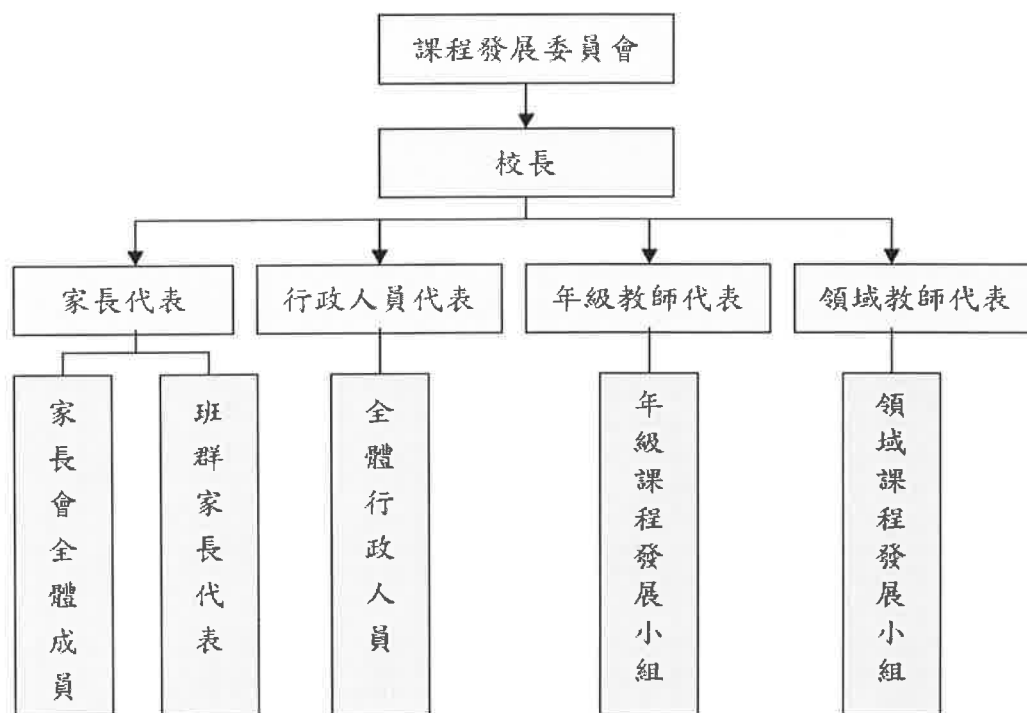 課程發展委員會
校長
家長代表
行政人員代表
年級教師代表
領域教師代表
家長會全體成員
班群家長代表
全體行政人員
年級課程發展小組
領域課程發展小組